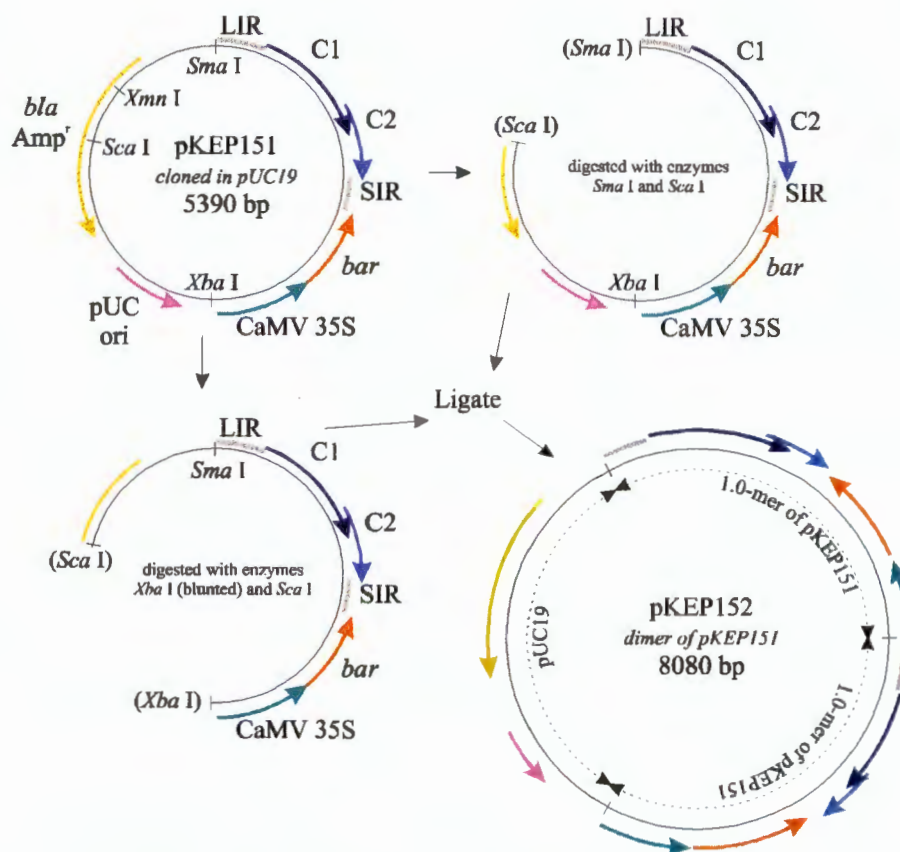 LIR
C1
Sma I
Xmn I
bla
Ampʳ
Sca I
C2
pKEP151
cloned in pUC19
5390 bp
SIR
bar
Xba I
pUC
ori
CaMV 35S
LIR
(Sma I)
C1
(Sca I)
C2
digested with enzymes
Sma I and Sca I
SIR
bar
Xba I
CaMV 35S
Ligate
LIR
C1
Sma I
C2
(Sca I)
digested with enzymes
Xba I (blunted) and Sca I
SIR
bar
(Xba I)
CaMV 35S
1.0-mer of pKEP151
pUC19
pKEP152
dimer of pKEP151
8080 bp
1.0-mer of pKEP151